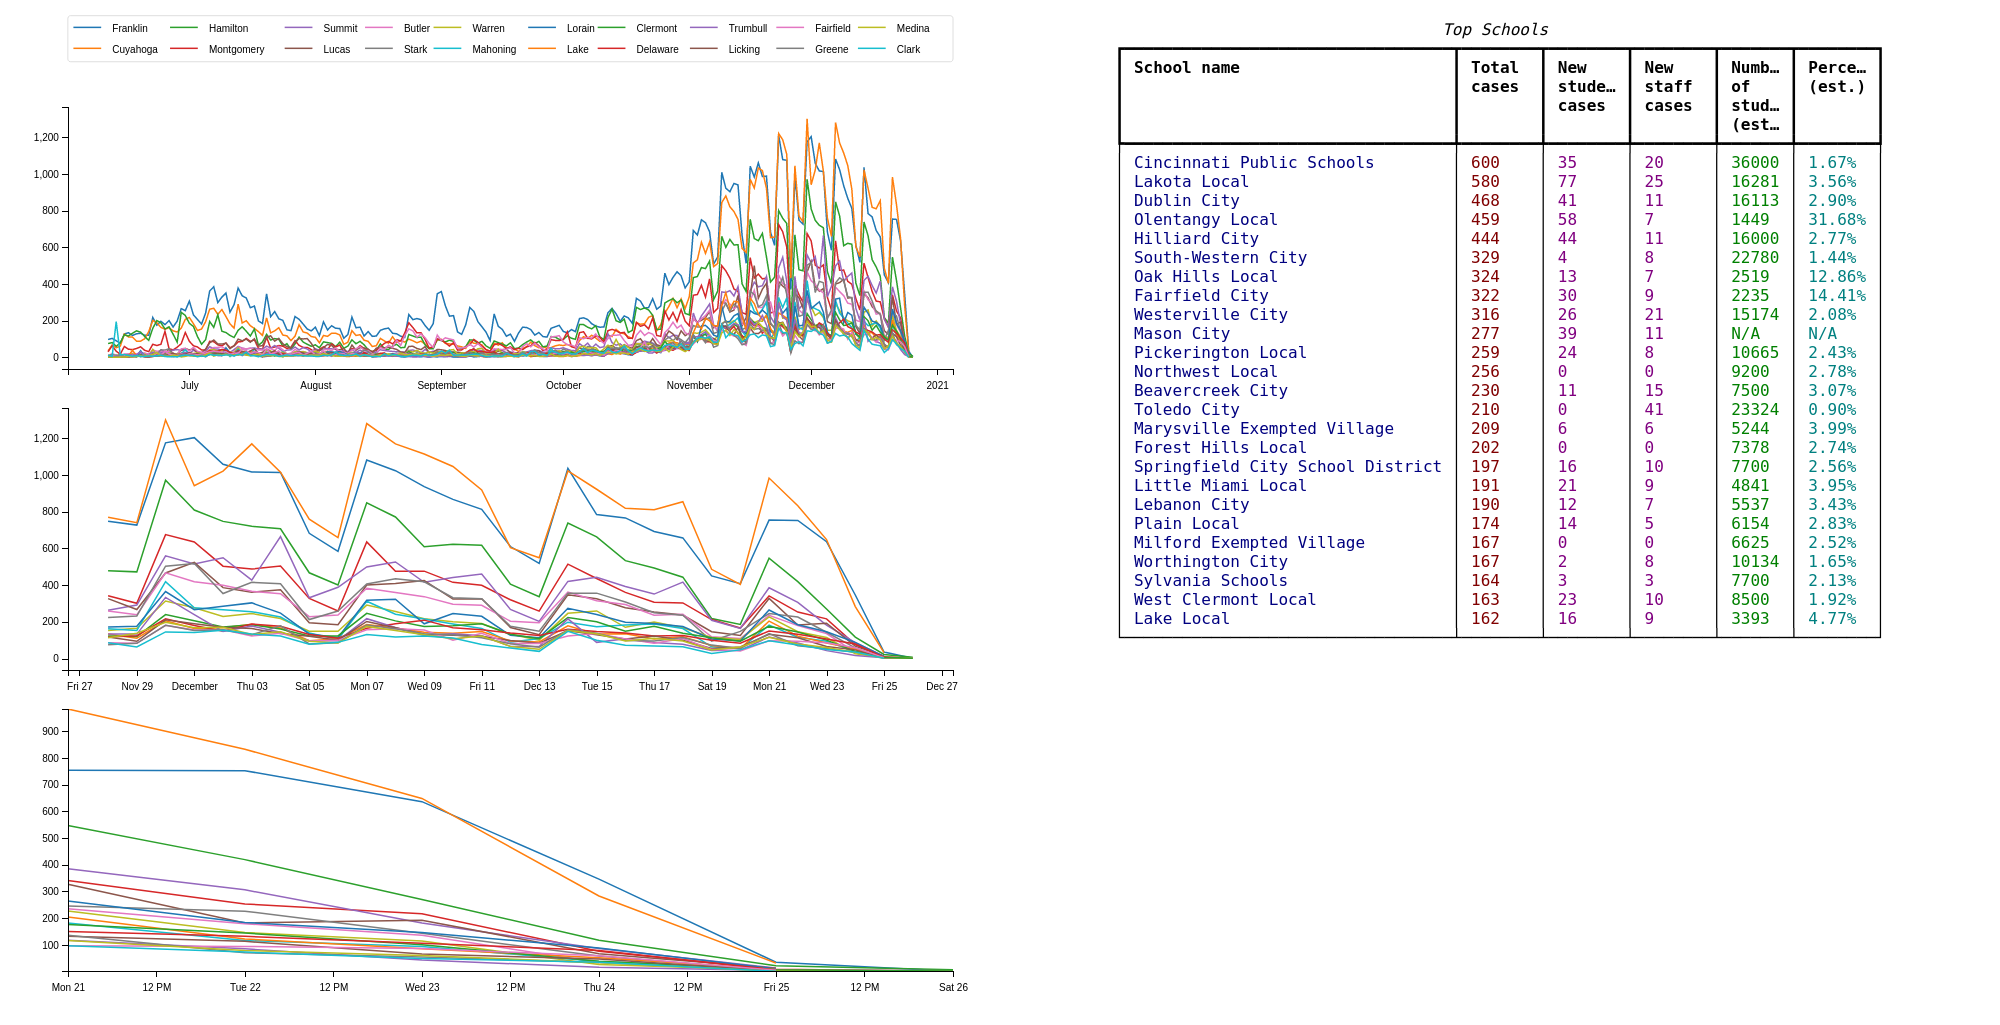 Franklin Hamilton Summit Butler Warren Lorain Clermont Trumbull Fairfield Medina
Cuyahoga Montgomery Lucas Stark Mahoning Lake Delaware Licking Greene Clark
1,200
1,000
800
600
400
200
0
July August September October November December 2021
1,200
1,000
800
600
400
200
0
Fri 27 Nov 29 December Thu 03 Sat 05 Mon 07 Wed 09 Fri 11 Dec 13 Tue 15 Thu 17 Sat 19 Mon 21 Wed 23 Fri 25 Dec 27
900
800
700
600
500
400
300
200
100
Mon 21 12 PM Tue 22 12 PM Wed 23 12 PM Thu 24 12 PM Fri 25 12 PM Sat 26
Top Schools
School name Total New New Numb… Perce…
cases stude… staff of (est.)
cases cases stud…
(est…
Cincinnati Public Schools 600 35 20 36000 1.67%
Lakota Local 580 77 25 16281 3.56%
Dublin City 468 41 11 16113 2.90%
Olentangy Local 459 58 7 1449 31.68%
Hilliard City 444 44 11 16000 2.77%
South-Western City 329 4 8 22780 1.44%
Oak Hills Local 324 13 7 2519 12.86%
Fairfield City 322 30 9 2235 14.41%
Westerville City 316 26 21 15174 2.08%
Mason City 277 39 11 N/A N/A
Pickerington Local 259 24 8 10665 2.43%
Northwest Local 256 0 0 9200 2.78%
Beavercreek City 230 11 15 7500 3.07%
Toledo City 210 0 41 23324 0.90%
Marysville Exempted Village 209 6 6 5244 3.99%
Forest Hills Local 202 0 0 7378 2.74%
Springfield City School District 197 16 10 7700 2.56%
Little Miami Local 191 21 9 4841 3.95%
Lebanon City 190 12 7 5537 3.43%
Plain Local 174 14 5 6154 2.83%
Milford Exempted Village 167 0 0 6625 2.52%
Worthington City 167 2 8 10134 1.65%
Sylvania Schools 164 3 3 7700 2.13%
West Clermont Local 163 23 10 8500 1.92%
Lake Local 162 16 9 3393 4.77%